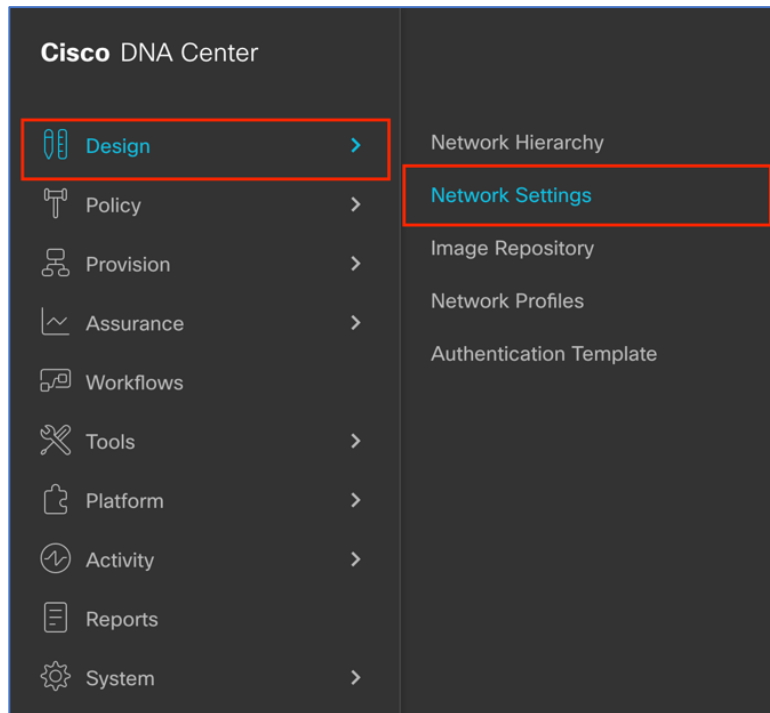 Cisco DNA Center
Design
Policy
Provision
Assurance
Workflows
Tools
Platform
Activity
Reports
System
Network Hierarchy
Network Settings
Image Repository
Network Profiles
Authentication Template